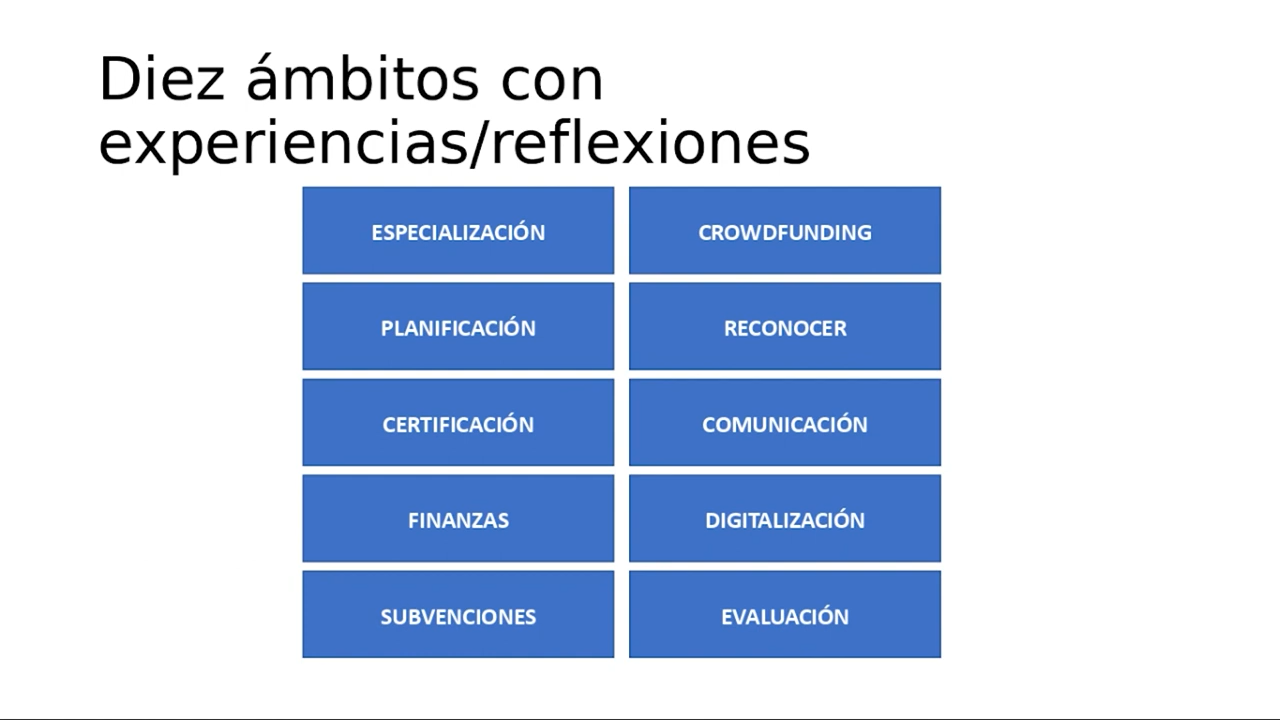 Diez ámbitos con
experiencias/reflexiones
ESPECIALIZACIÓN
CROWDFUNDING
PLANIFICACIÓN
RECONOCER
CERTIFICACIÓN
COMUNICACIÓN
FINANZAS
DIGITALIZACIÓN
SUBVENCIONES
EVALUACIÓN